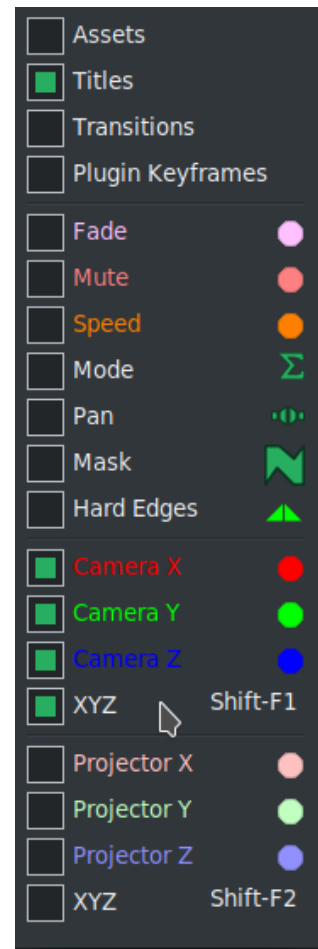 Assets
Titles
Transitions
Plugin Keyframes
Fade
Mute
Speed
Mode Σ
Pan
Mask
Hard Edges
Camera X
Camera Y
Camera Z
XYZ Shift-F1
Projector X
Projector Y
Projector Z
XYZ Shift-F2